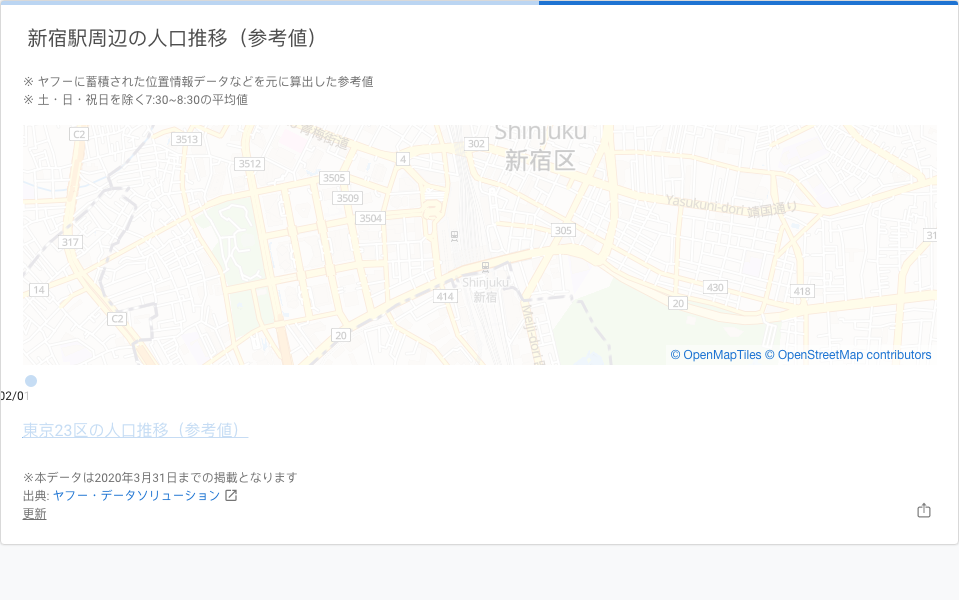 新宿駅周辺の人口推移（参考値）
※ ヤフーに蓄積された位置情報データなどを元に算出した参考値
※ 土・日・祝日を除く7:30~8:30の平均値
C2
3513
青梅街道
302
Shinjuku
新宿区
3512
4
3505
3509
3504
Yasukuni-dori 靖国通り
317
305
31
Shinjuku
新宿
14
414
430
418
20
C2
20
Meiji-dori
© OpenMapTiles © OpenStreetMap contributors
02/01
東京23区の人口推移（参考値）
※本データは2020年3月31日までの掲載となります
出典: ヤフー・データソリューション
更新